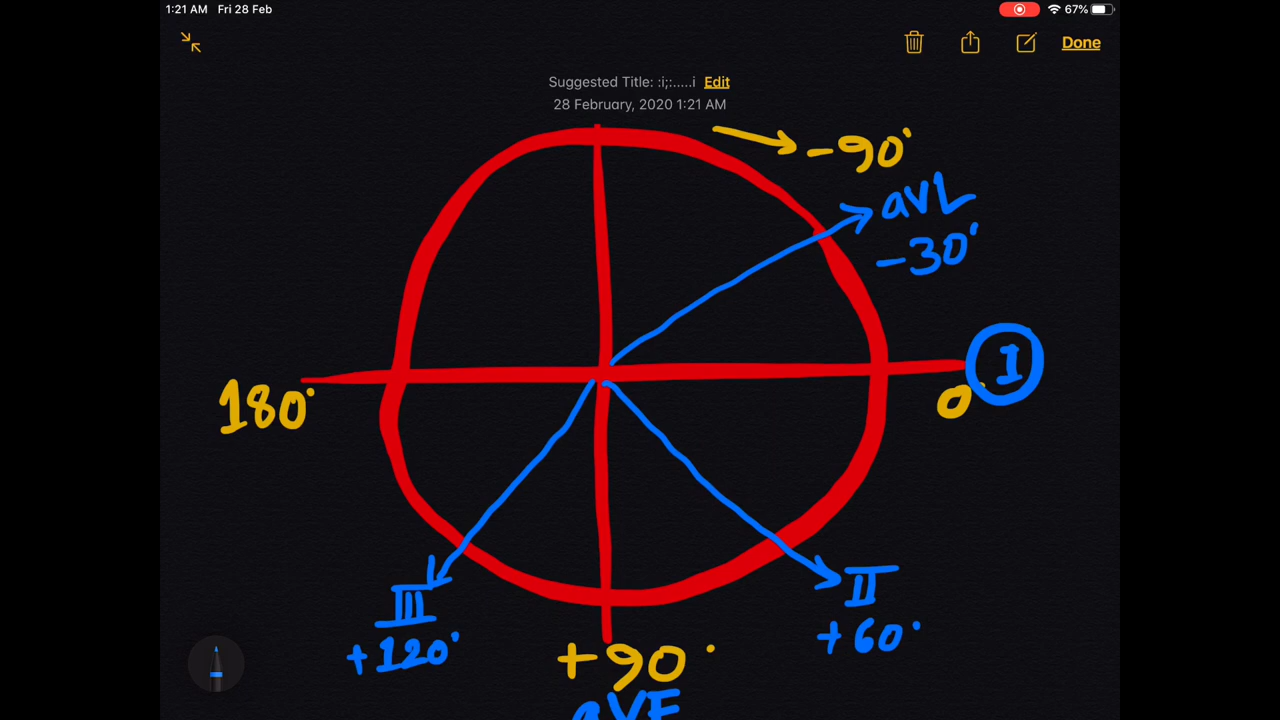 1:21 AM Fri 28 Feb
67%
Done
Suggested Title: :i;:.....i Edit
28 February, 2020 1:21 AM
-90°
aVL
-30°
I
0°
180°
III
+120°
II
+60°
+90°
aVF